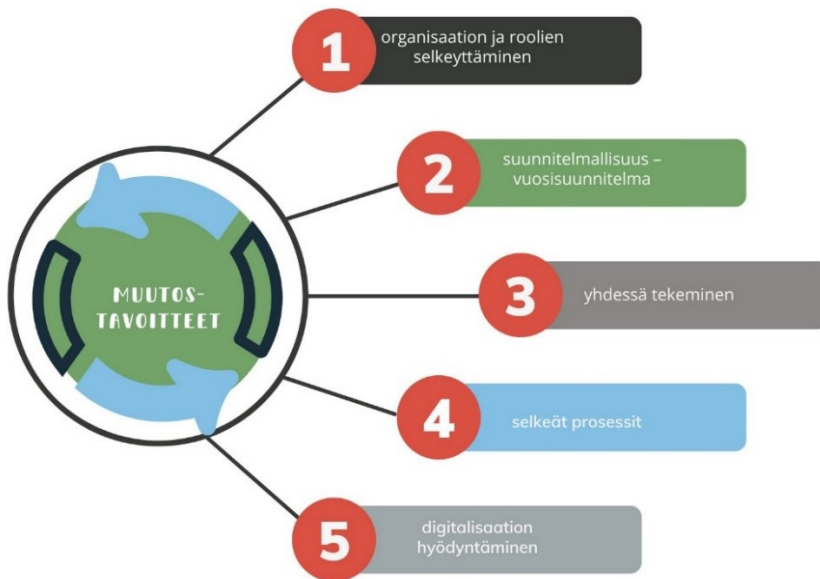 1
organisaation ja roolien
selkeyttäminen
2
suunnitelmallisuus –
vuosisuunnitelma
MUUTOS-
TAVOITTEET
3
yhdessä tekeminen
4
selkeät prosessit
5
digitalisaation
hyödyntäminen